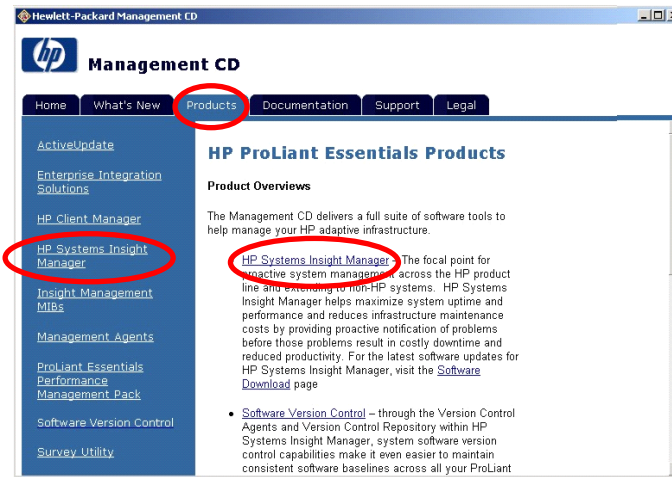 Hewlett-Packard Management CD
hp
Management CD
Home What's New Products Documentation Support Legal
ActiveUpdate
Enterprise Integration
Solutions
HP Client Manager
HP Systems Insight
Manager
Insight Management
MIBs
Management Agents
ProLiant Essentials
Performance
Management Pack
Software Version Control
Survey Utility
HP ProLiant Essentials Products
Product Overviews
The Management CD delivers a full suite of software tools to
help manage your HP adaptive infrastructure.
HP Systems Insight Manager – The focal point for
proactive system management across the HP product
line and extending to non-HP systems. HP Systems
Insight Manager helps maximize system uptime and
performance and reduces infrastructure maintenance
costs by providing proactive notification of problems
before those problems result in costly downtime and
reduced productivity. For the latest software updates for
HP Systems Insight Manager, visit the Software
Download page
• Software Version Control – through the Version Control
Agents and Version Control Repository within HP
Systems Insight Manager, system software version
control capabilities make it even easier to maintain
consistent software baselines across all your ProLiant